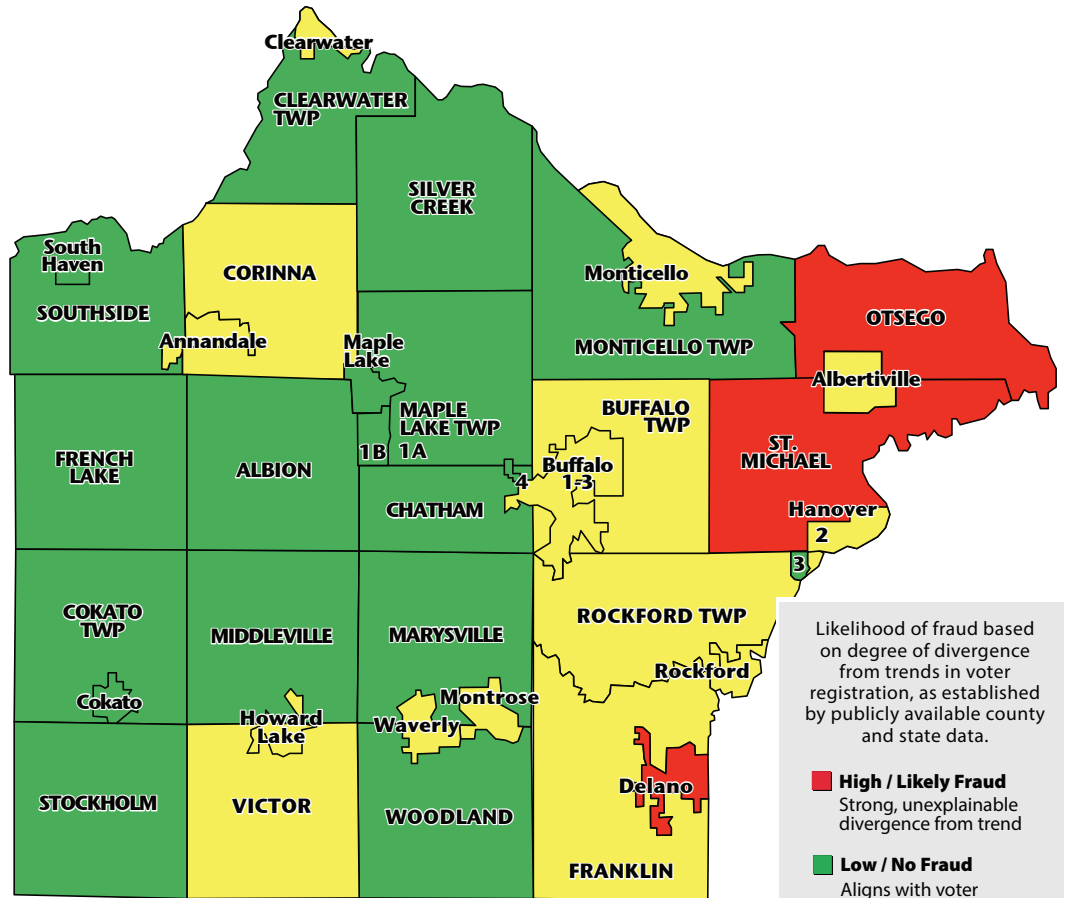 Clearwater
CLEARWATER
TWP
SILVER
CREEK
South
Haven
CORINNA
Monticello
SOUTHSIDE
OTSEGO
Annandale
Maple
Lake
MONTICELLO TWP
Albertiville
MAPLE
LAKE TWP
BUFFALO
TWP
1B
1A
FRENCH
LAKE
ALBION
ST.
MICHAEL
Buffalo
1-3
4
CHATHAM
Hanover
2
3
COKATO
TWP
MIDDLEVILLE
MARYSVILLE
ROCKFORD TWP
Rockford
Cokato
Howard
Lake
Waverly
Montrose
STOCKHOLM
VICTOR
WOODLAND
Delano
FRANKLIN
Likelihood of fraud based
on degree of divergence
from trends in voter
registration, as established
by publicly available county
and state data.
High / Likely Fraud
Strong, unexplainable
divergence from trend
Low / No Fraud
Aligns with voter